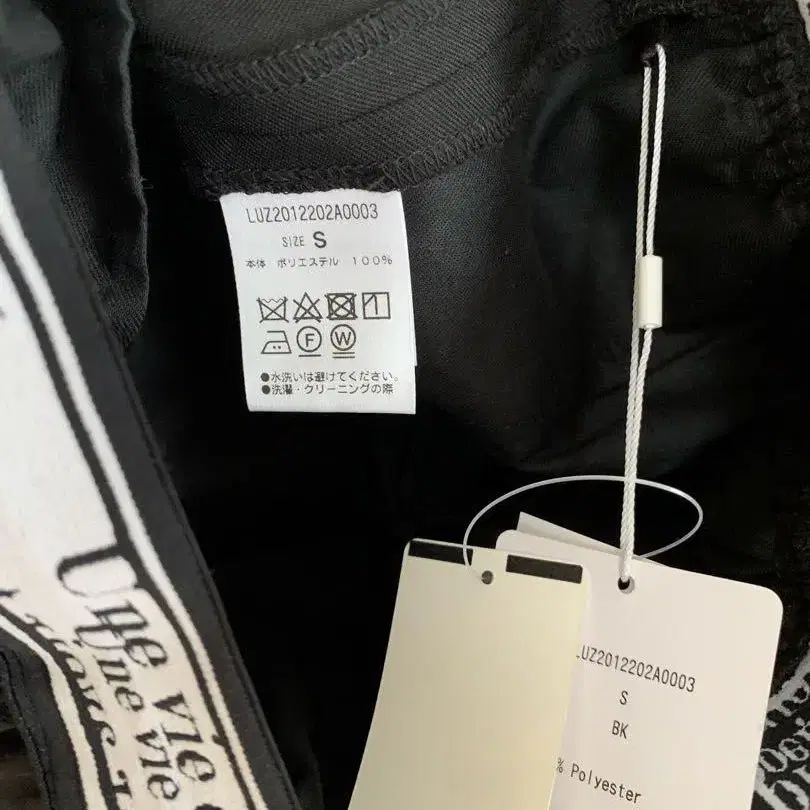 LUZ2012202A0003
SIZE S
本体 ポリエステル 100%
F W
●水洗いは避けてください。
●洗濯・クリーニングの際
Une vie
Une vie
LUZ2012202A0003
S
BK
% Polyester